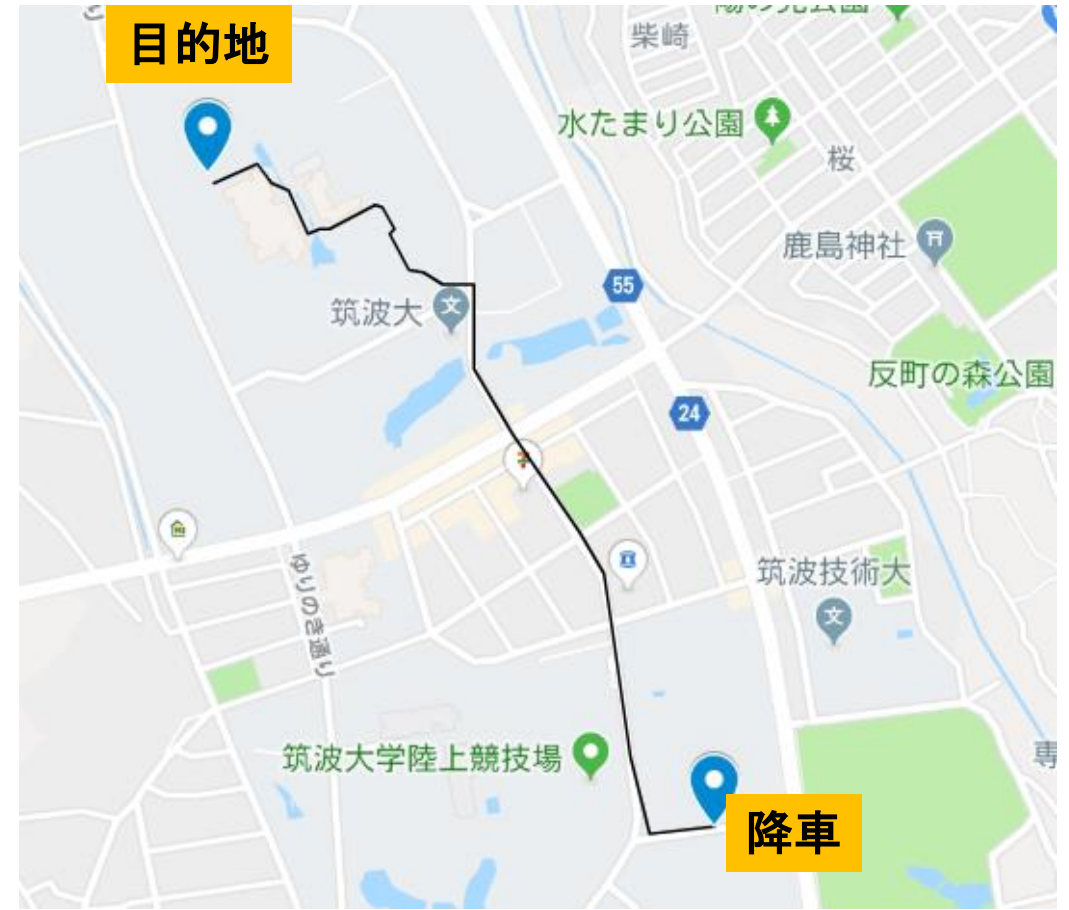 目的地
柴崎
水たまり公園
桜
鹿島神社
55
筑波大
文
反町の森公園
24
筑波技術大
文
ゆりのき通り
筑波大学陸上競技場
専
降車